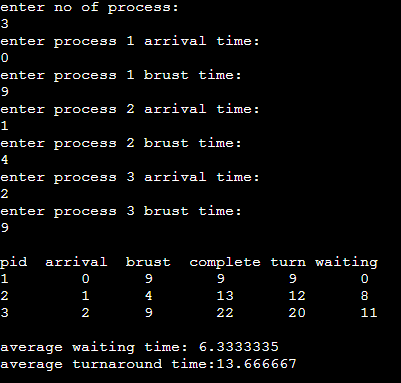 enter no of process:
3
enter process 1 arrival time:
0
enter process 1 brust time:
9
enter process 2 arrival time:
1
enter process 2 brust time:
4
enter process 3 arrival time:
2
enter process 3 brust time:
9
pid arrival brust complete turn waiting
1 0 9 9 9 0
2 1 4 13 12 8
3 2 9 22 20 11
average waiting time: 6.3333335
average turnaround time:13.666667